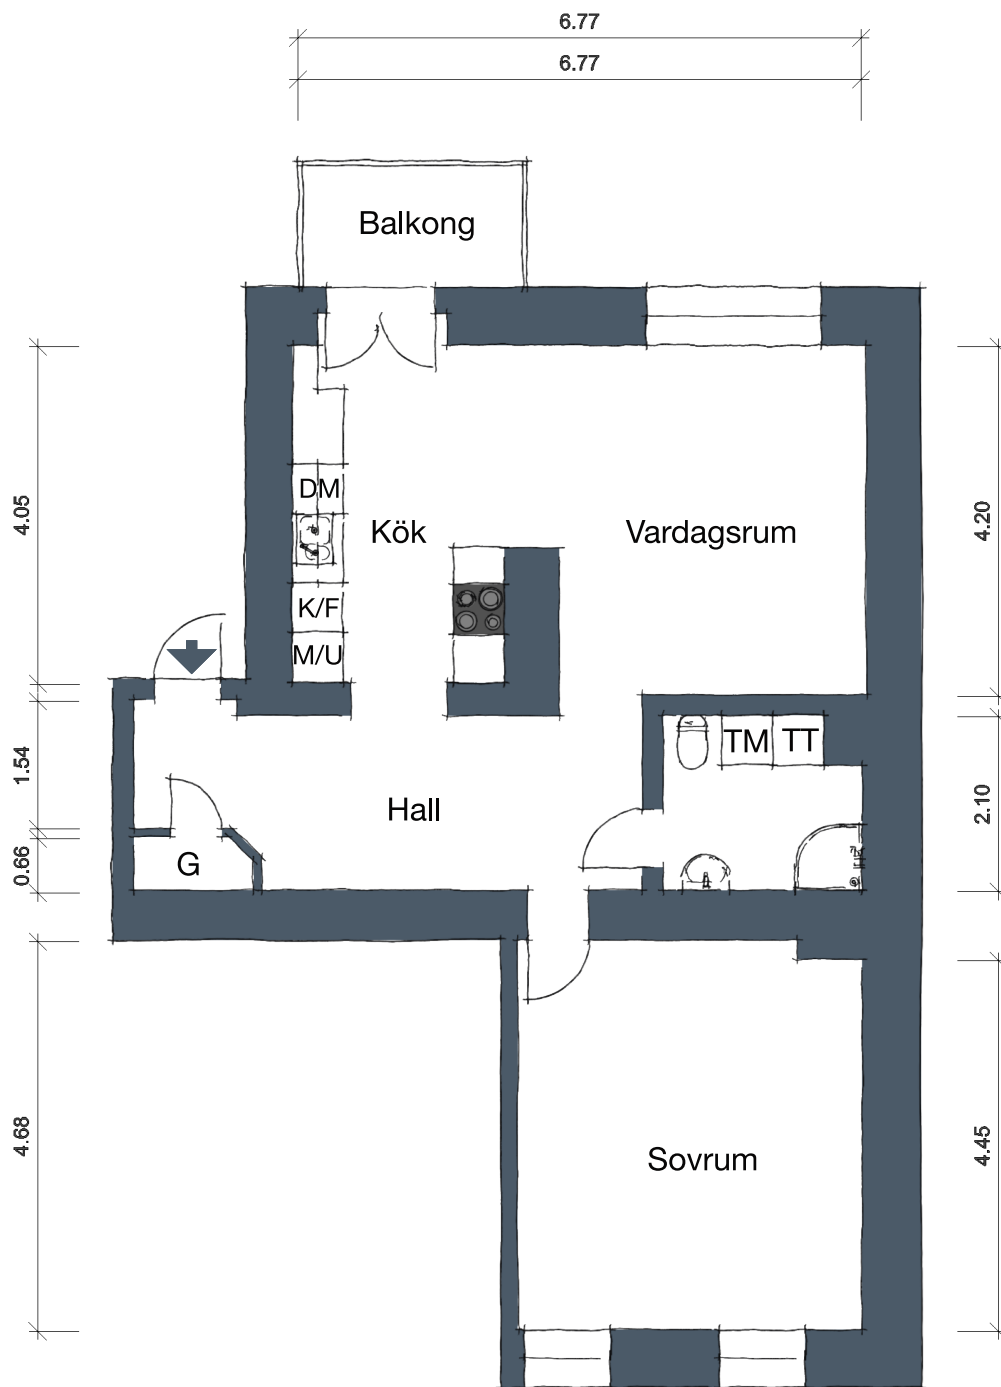 6.77
6.77
Balkong
4.05
4.20
DM
Kök
Vardagsrum
K/F
M/U
1.54
TM
TT
Hall
2.10
0.66
G
4.68
4.45
Sovrum